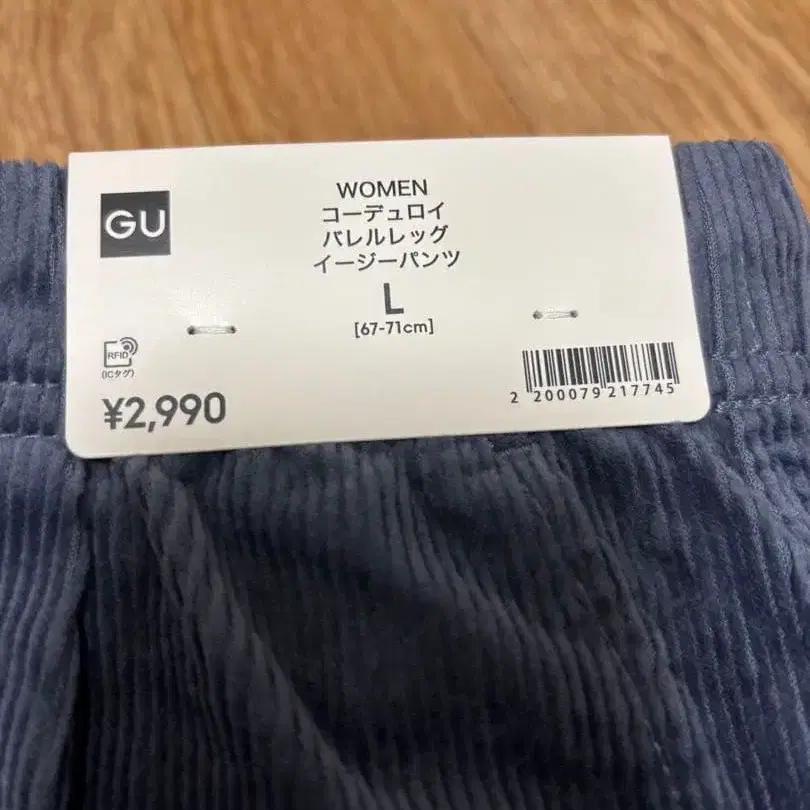 GU
WOMEN
コーデュロイ
バレルレッグ
イージーパンツ
L
[67-71cm]
RFID
(ICタグ)
¥2,990
2 200079 217745